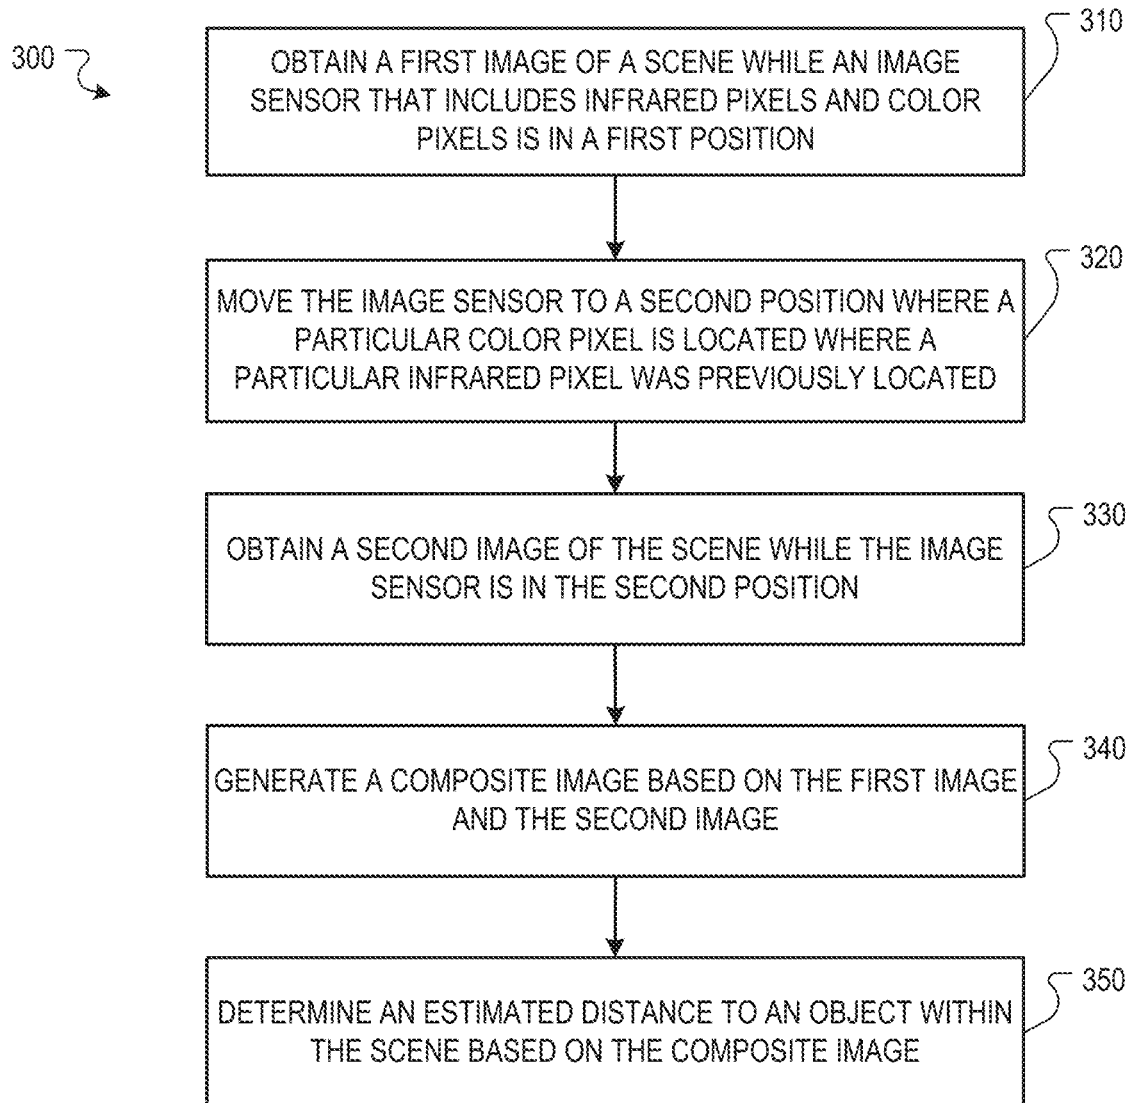 300
310
OBTAIN A FIRST IMAGE OF A SCENE WHILE AN IMAGE
SENSOR THAT INCLUDES INFRARED PIXELS AND COLOR
PIXELS IS IN A FIRST POSITION
320
MOVE THE IMAGE SENSOR TO A SECOND POSITION WHERE A
PARTICULAR COLOR PIXEL IS LOCATED WHERE A
PARTICULAR INFRARED PIXEL WAS PREVIOUSLY LOCATED
330
OBTAIN A SECOND IMAGE OF THE SCENE WHILE THE IMAGE
SENSOR IS IN THE SECOND POSITION
340
GENERATE A COMPOSITE IMAGE BASED ON THE FIRST IMAGE
AND THE SECOND IMAGE
350
DETERMINE AN ESTIMATED DISTANCE TO AN OBJECT WITHIN
THE SCENE BASED ON THE COMPOSITE IMAGE